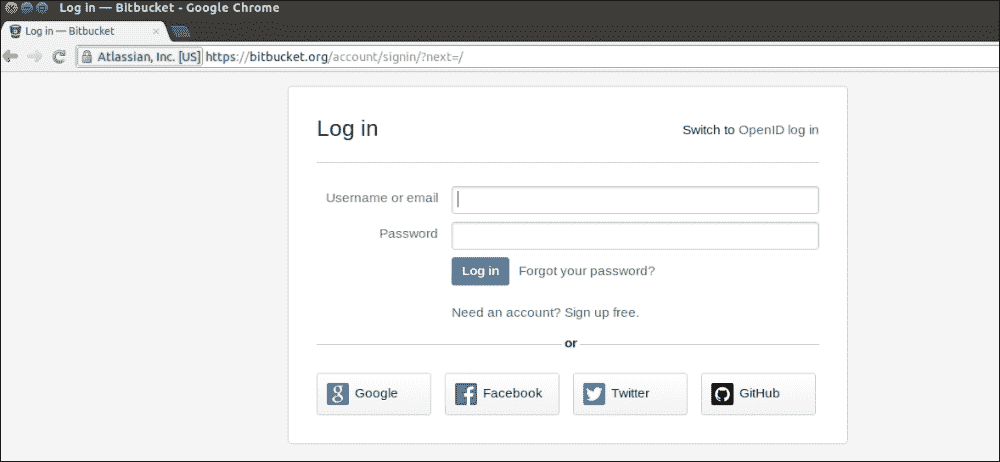 Log in — Bitbucket - Google Chrome
Log in — Bitbucket
Atlassian, Inc. [US] https://bitbucket.org/account/signin/?next=/
Log in
Switch to OpenID log in
Username or email
Password
Log in Forgot your password?
Need an account? Sign up free.
or
Google Facebook Twitter GitHub